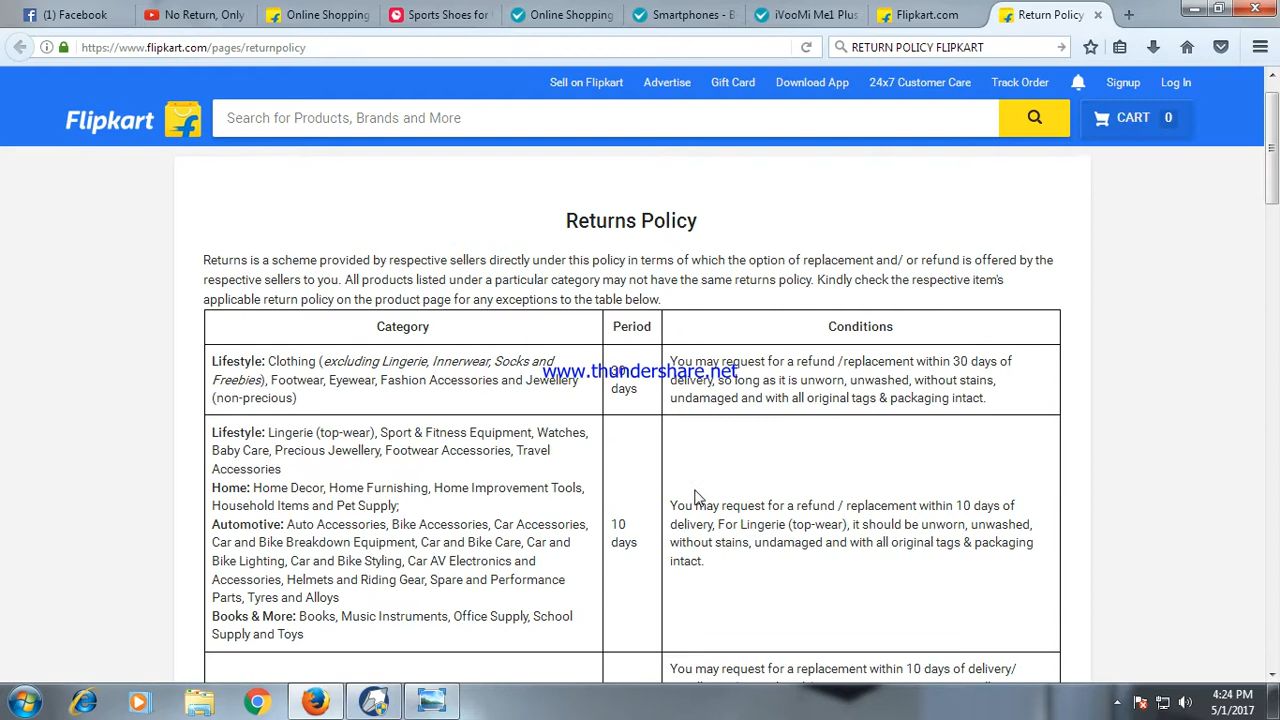 (1) Facebook
No Return, Only
Online Shopping
Sports Shoes for
Online Shopping
Smartphones - B
iVooMi Me1 Plus
Flipkart.com
Return Policy
https://www.flipkart.com/pages/returnpolicy
RETURN POLICY FLIPKART
Sell on Flipkart
Advertise
Gift Card
Download App
24x7 Customer Care
Track Order
Signup
Log In
Flipkart
Search for Products, Brands and More
CART 0
Returns Policy
Returns is a scheme provided by respective sellers directly under this policy in terms of which the option of replacement and/ or refund is offered by the
respective sellers to you. All products listed under a particular category may not have the same returns policy. Kindly check the respective item's
applicable return policy on the product page for any exceptions to the table below.
Category
Period
Conditions
Lifestyle: Clothing (excluding Lingerie, Innerwear, Socks and
Freebies), Footwear, Eyewear, Fashion Accessories and Jewellery
(non-precious)
30
days
You may request for a refund /replacement within 30 days of
delivery, so long as it is unworn, unwashed, without stains,
undamaged and with all original tags & packaging intact.
www.thundershare.net
Lifestyle: Lingerie (top-wear), Sport & Fitness Equipment, Watches,
Baby Care, Precious Jewellery, Footwear Accessories, Travel
Accessories
Home: Home Decor, Home Furnishing, Home Improvement Tools,
Household Items and Pet Supply;
Automotive: Auto Accessories, Bike Accessories, Car Accessories,
Car and Bike Breakdown Equipment, Car and Bike Care, Car and
Bike Lighting, Car and Bike Styling, Car AV Electronics and
Accessories, Helmets and Riding Gear, Spare and Performance
Parts, Tyres and Alloys
Books & More: Books, Music Instruments, Office Supply, School
Supply and Toys
10
days
You may request for a refund / replacement within 10 days of
delivery, For Lingerie (top-wear), it should be unworn, unwashed,
without stains, undamaged and with all original tags & packaging
intact.
You may request for a replacement within 10 days of delivery/
4:24 PM
5/1/2017